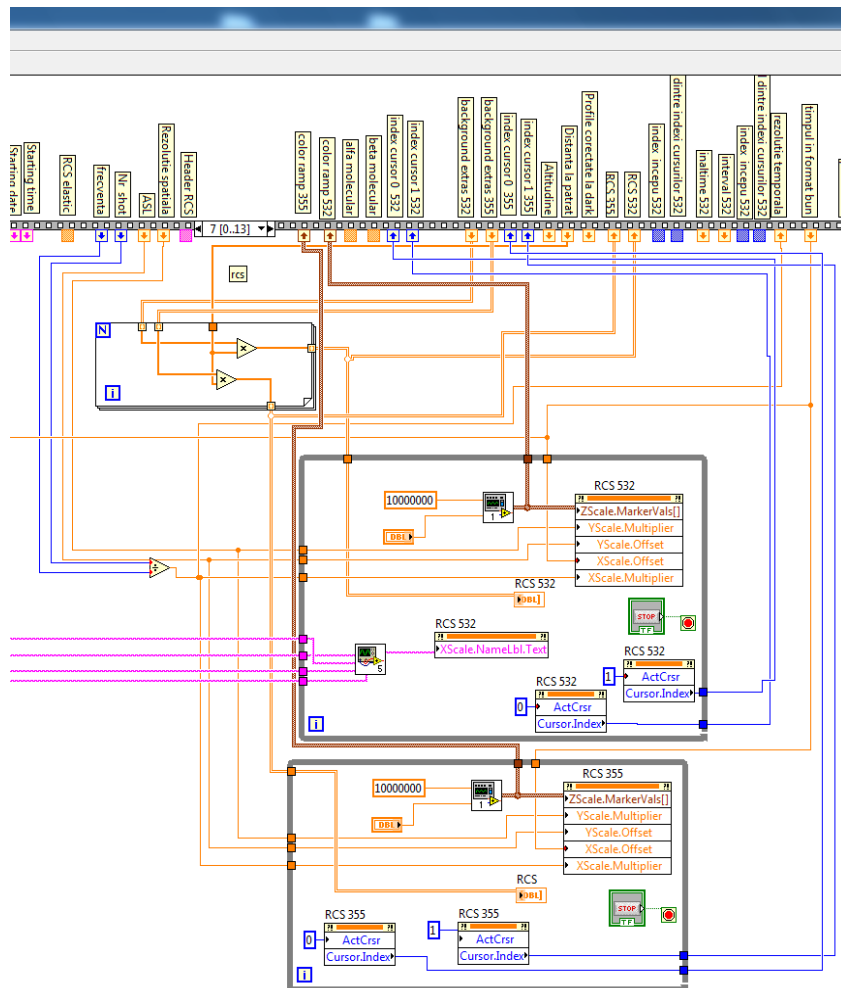 Starting date
Starting time
RCS elastic
frecventa
Nr shot
ASL
Rezolutie spatiala
Header RCS
color ramp 355
color ramp 532
alfa molecular
beta molecular
index cursor 0 532
index cursor 1 532
background extras 532
background extras 355
index cursor 0 355
index cursor 1 355
Altitudine
Distanta la patrat
Profile corectate la dark
RCS 355
RCS 532
index incepu 532
dintre indexi cursurilor 532
inaltime 532
interval 532
index incepu 532
dintre indexi cursunilor 532
rezolutie temporala
timpul in format bun
7 [0..13]
rcs
N
i
RCS 532
10000000
1
DBL
ZScale.MarkerVals[]
YScale.Multiplier
YScale.Offset
XScale.Offset
XScale.Multiplier
RCS 532
DBL]
STOP
TF
RCS 532
XScale.NameLbl.Text
5
RCS 532
1
ActCrsr
Cursor.Index
RCS 532
0
ActCrsr
Cursor.Index
i
RCS 355
10000000
1
DBL
ZScale.MarkerVals[]
YScale.Multiplier
YScale.Offset
XScale.Offset
XScale.Multiplier
RCS
DBL]
STOP
TF
RCS 355
0
ActCrsr
Cursor.Index
RCS 355
1
ActCrsr
Cursor.Index
i